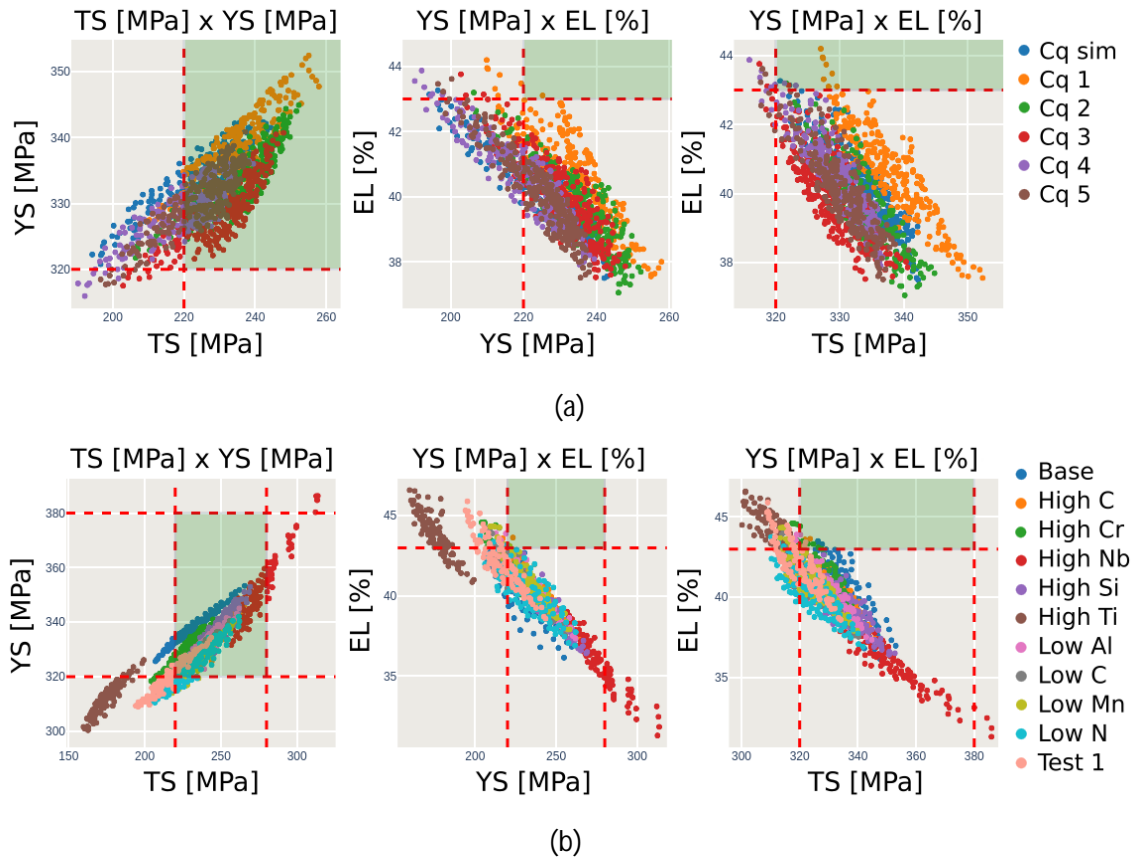 TS [MPa] x YS [MPa]
YS [MPa] x EL [%]
YS [MPa] x EL [%]
YS [MPa]
350
340
330
320
200
220
240
260
TS [MPa]
EL [%]
44
42
40
38
200
220
240
260
YS [MPa]
EL [%]
44
42
40
38
320
330
340
350
TS [MPa]
Cq sim
Cq 1
Cq 2
Cq 3
Cq 4
Cq 5
(a)
TS [MPa] x YS [MPa]
YS [MPa] x EL [%]
YS [MPa] x EL [%]
YS [MPa]
380
360
340
320
300
150
200
250
300
TS [MPa]
EL [%]
45
40
35
200
250
300
YS [MPa]
EL [%]
45
40
35
300
320
340
360
380
TS [MPa]
Base
High C
High Cr
High Nb
High Si
High Ti
Low Al
Low C
Low Mn
Low N
Test 1
(b)